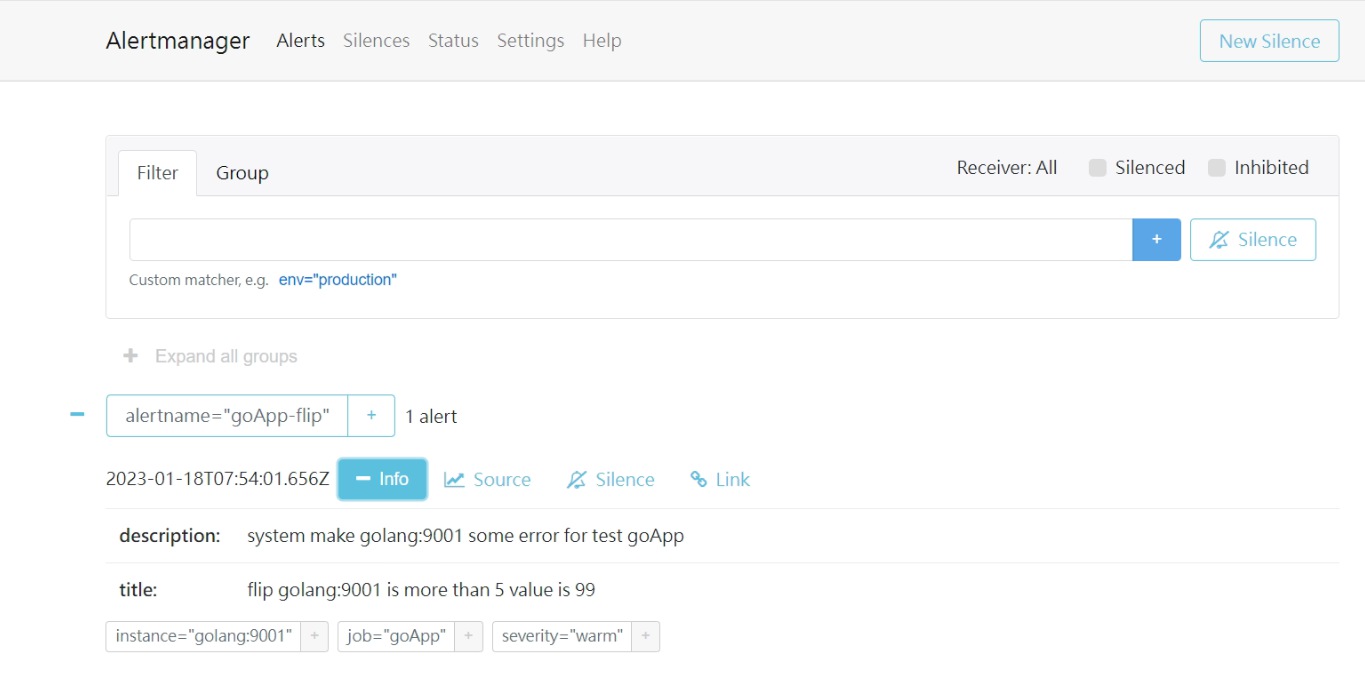 Alertmanager Alerts Silences Status Settings Help New Silence
Filter Group Receiver: All Silenced Inhibited
+ Silence
Custom matcher, e.g. env="production"
+ Expand all groups
alertname="goApp-flip" + 1 alert
2023-01-18T07:54:01.656Z Info Source Silence Link
description: system make golang:9001 some error for test goApp
title: flip golang:9001 is more than 5 value is 99
instance="golang:9001" + job="goApp" + severity="warm" +